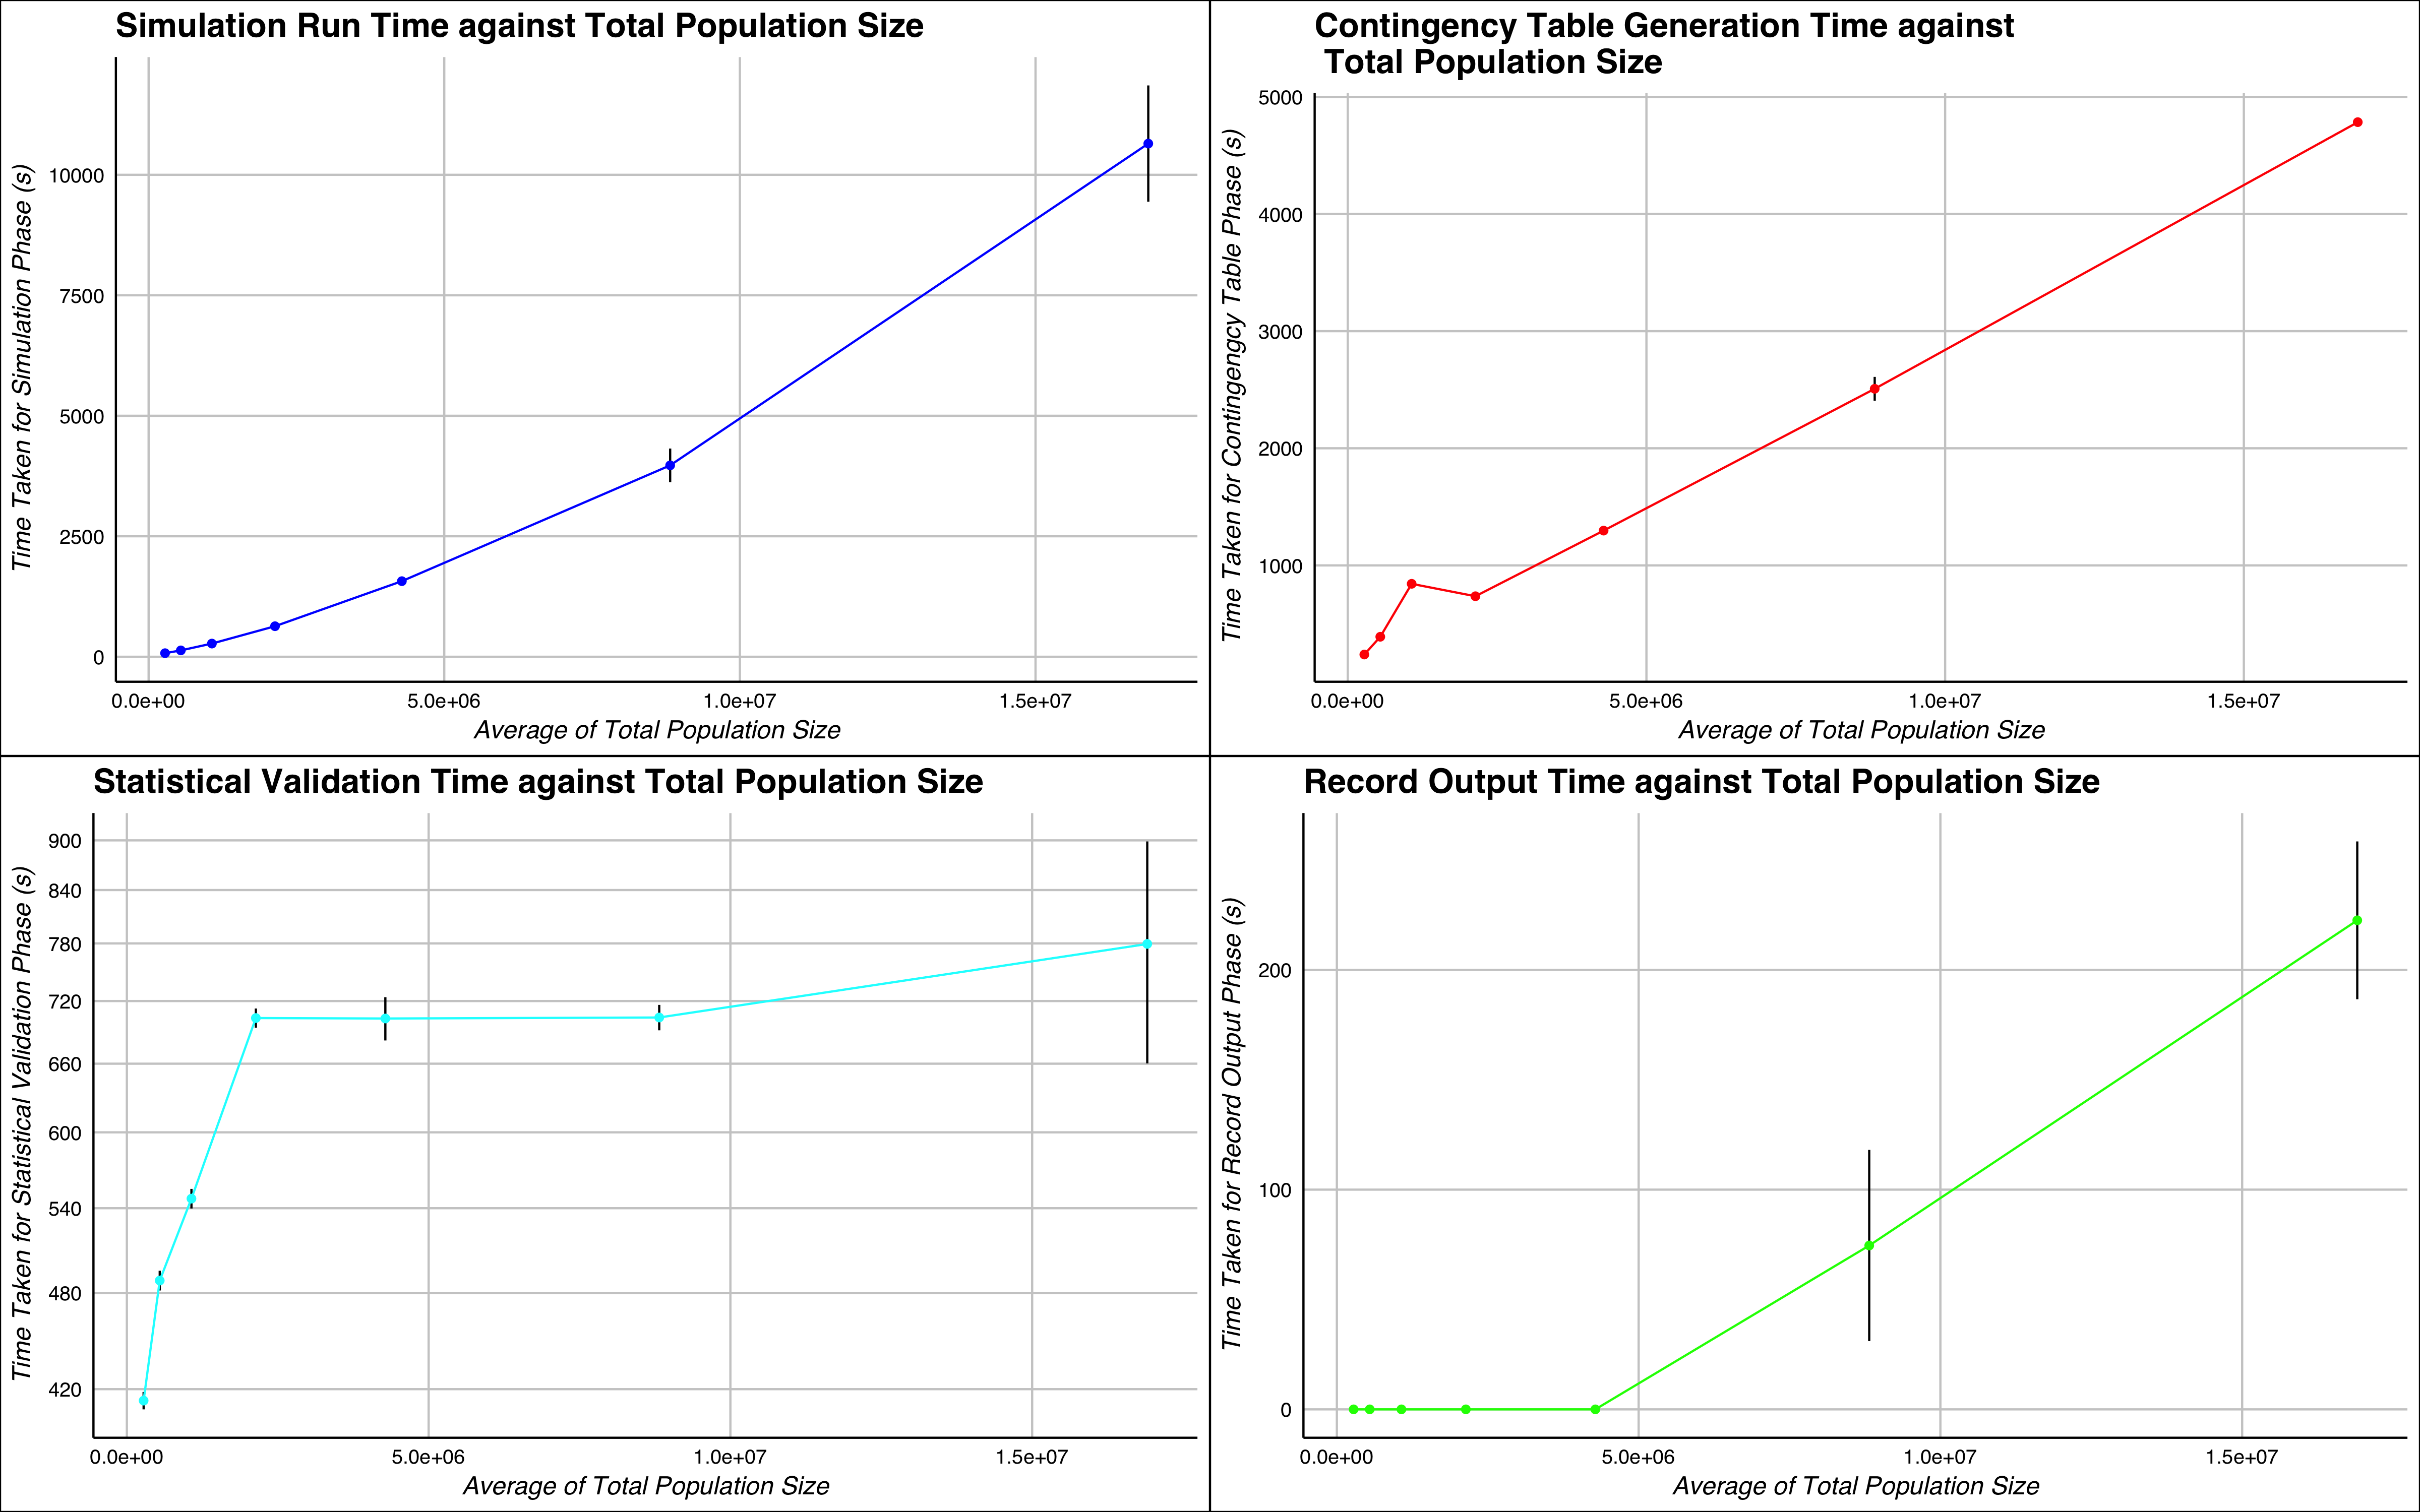 Simulation Run Time against Total Population Size
Time Taken for Simulation Phase (s)
10000
7500
5000
2500
0
0.0e+00 5.0e+06 1.0e+07 1.5e+07
Average of Total Population Size
Contingency Table Generation Time against
Total Population Size
Time Taken for Contingengcy Table Phase (s)
5000
4000
3000
2000
1000
0.0e+00 5.0e+06 1.0e+07 1.5e+07
Average of Total Population Size
Statistical Validation Time against Total Population Size
Time Taken for Statistical Validation Phase (s)
900
840
780
720
660
600
540
480
420
0.0e+00 5.0e+06 1.0e+07 1.5e+07
Average of Total Population Size
Record Output Time against Total Population Size
Time Taken for Record Output Phase (s)
200
100
0
0.0e+00 5.0e+06 1.0e+07 1.5e+07
Average of Total Population Size